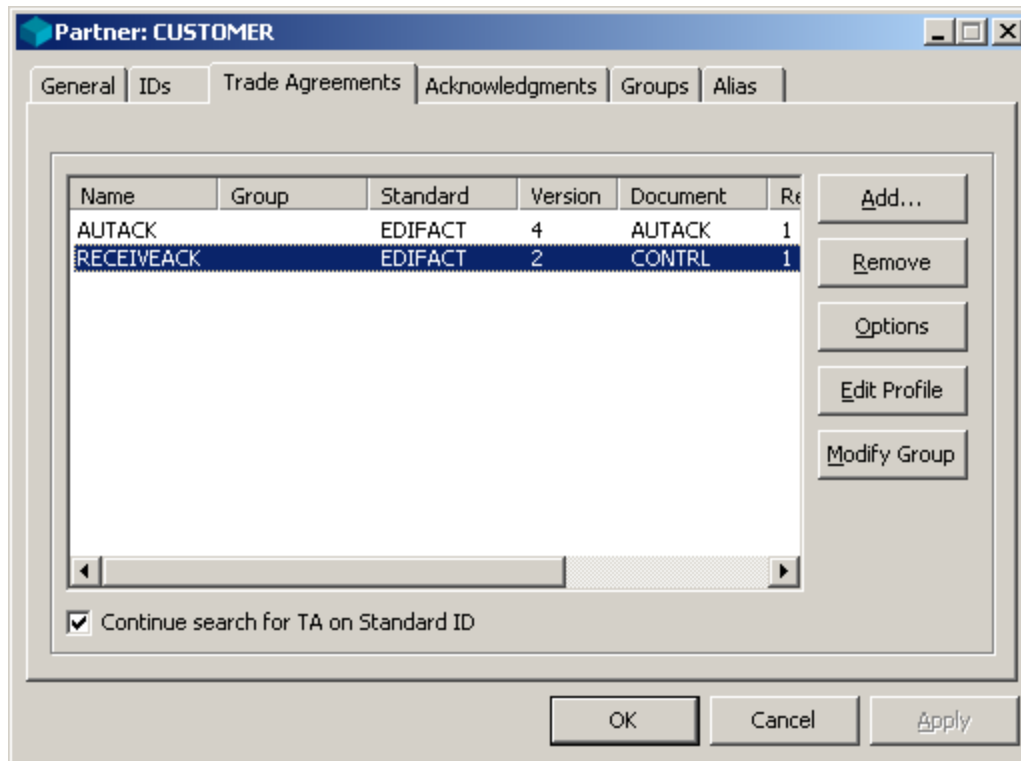 Partner: CUSTOMER
General IDs Trade Agreements Acknowledgments Groups Alias
Name Group Standard Version Document Re
AUTACK EDIFACT 4 AUTACK 1
RECEIVEACK EDIFACT 2 CONTRL 1
Add...
Remove
Options
Edit Profile
Modify Group
Continue search for TA on Standard ID
OK Cancel Apply